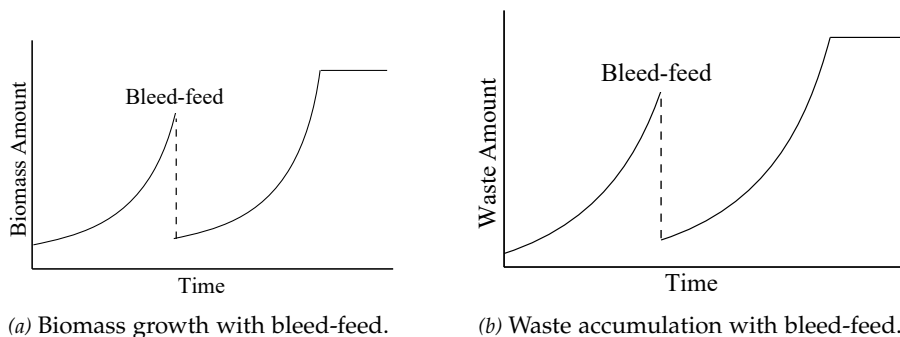 Bleed-feed
Biomass Amount
Time
(a) Biomass growth with bleed-feed.
Bleed-feed
Waste Amount
Time
(b) Waste accumulation with bleed-feed.